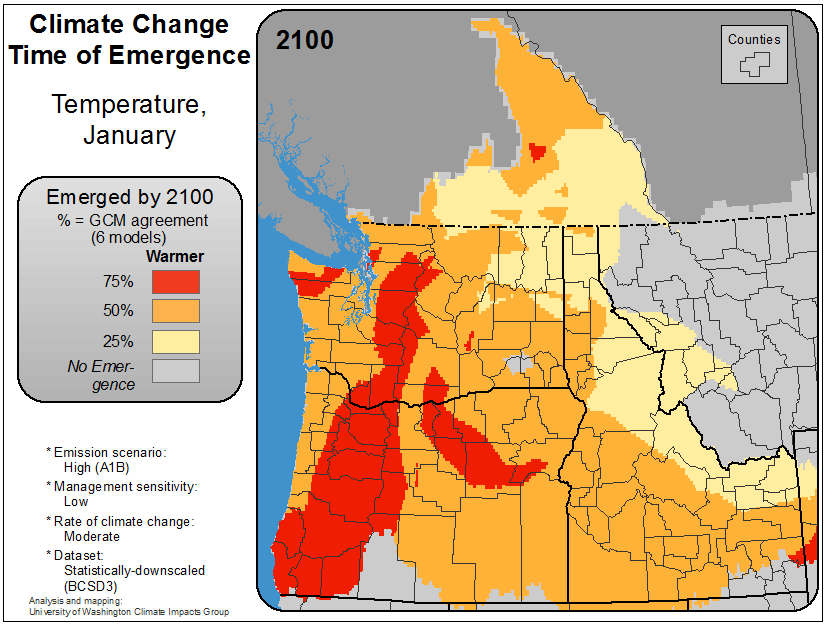 Climate Change
Time of Emergence
Temperature,
January
Emerged by 2100
% = GCM agreement
(6 models)
Warmer
75%
50%
25%
No Emer-
gence
* Emission scenario:
High (A1B)
* Management sensitivity:
Low
* Rate of climate change:
Moderate
* Dataset:
Statistically-downscaled
(BCSD3)
Analysis and mapping:
University of Washington Climate Impacts Group
2100
Counties